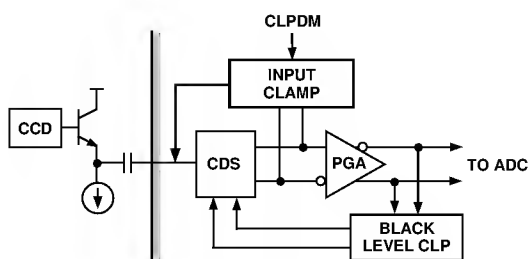 CLPDM
INPUT
CLAMP
CCD
CDS
PGA
TO ADC
BLACK
LEVEL CLP